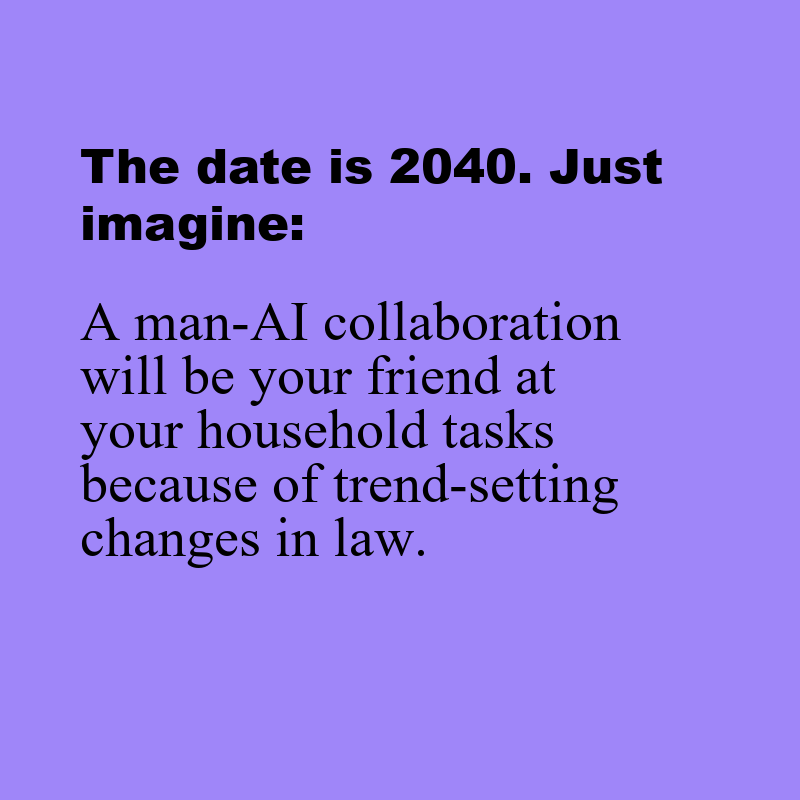 The date is 2040. Just
imagine:
A man-AI collaboration
will be your friend at
your household tasks
because of trend-setting
changes in law.